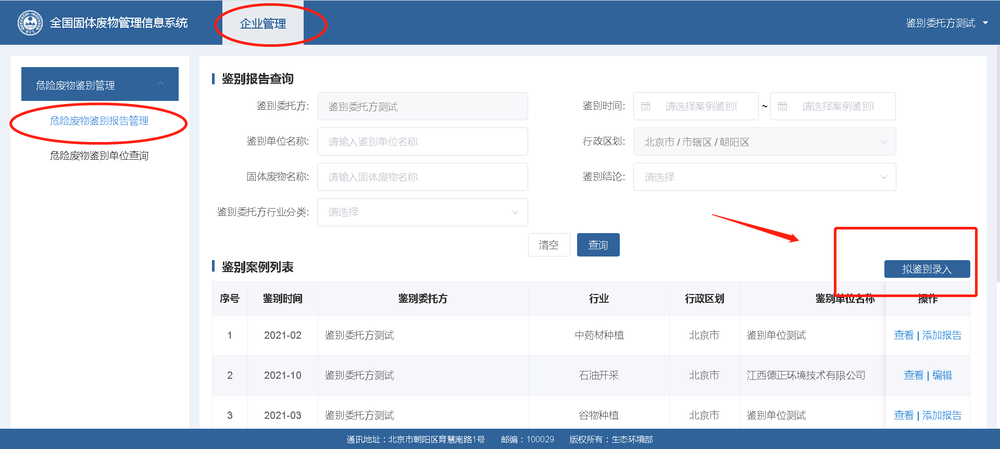 全国固体废物管理信息系统
企业管理
鉴别委托方测试
危险废物鉴别管理
危险废物鉴别报告管理
危险废物鉴别单位查询
鉴别报告查询
鉴别委托方: 鉴别委托方测试 鉴别时间: 请选择案例鉴别 ~ 请选择案例鉴别
鉴别单位名称: 请输入鉴别单位名称 行政区划: 北京市 / 市辖区 / 朝阳区
固体废物名称: 请输入固体废物名称 鉴别结论: 请选择
鉴别委托方行业分类: 请选择
清空 查询
鉴别案例列表 拟鉴别录入
序号 鉴别时间 鉴别委托方 行业 行政区划 鉴别单位名称 操作
1 2021-02 鉴别委托方测试 中药材种植 北京市 鉴别单位测试 查看 | 添加报告
2 2021-10 鉴别委托方测试 石油开采 北京市 江西德正环境技术有限公司 查看 | 编辑
3 2021-03 鉴别委托方测试 谷物种植 北京市 鉴别单位测试 查看 | 添加报告
通讯地址：北京市朝阳区育慧南路1号 邮编：100029 版权所有：生态环境部